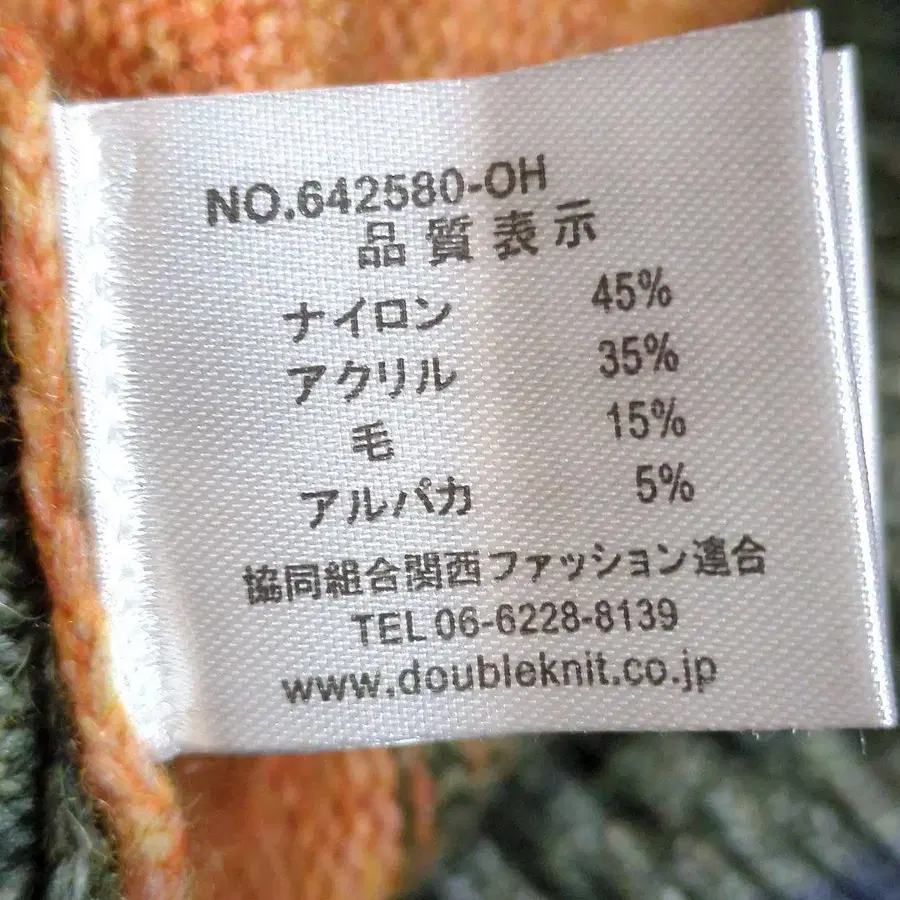 NO.642580-OH
品質表示
ナイロン 45%
アクリル 35%
毛 15%
アルパカ 5%
協同組合関西ファッション連合
TEL 06-6228-8139
www.doubleknit.co.jp